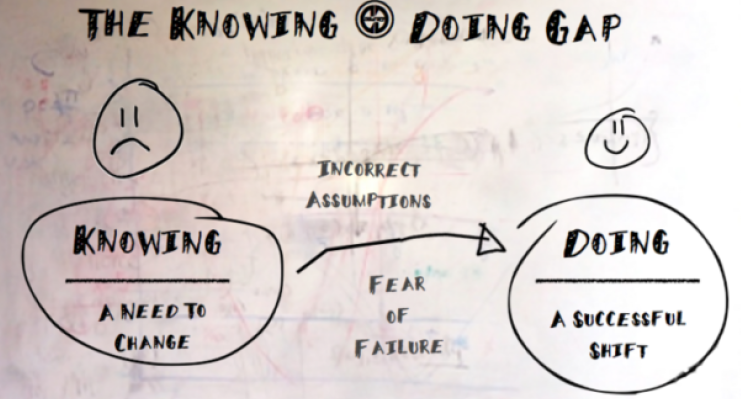 THE KNOWING DOING GAP
INCORRECT
ASSUMPTIONS
KNOWING
A NEED TO
CHANGE
FEAR
OF
FAILURE
DOING
A SUCCESSFUL
SHIFT